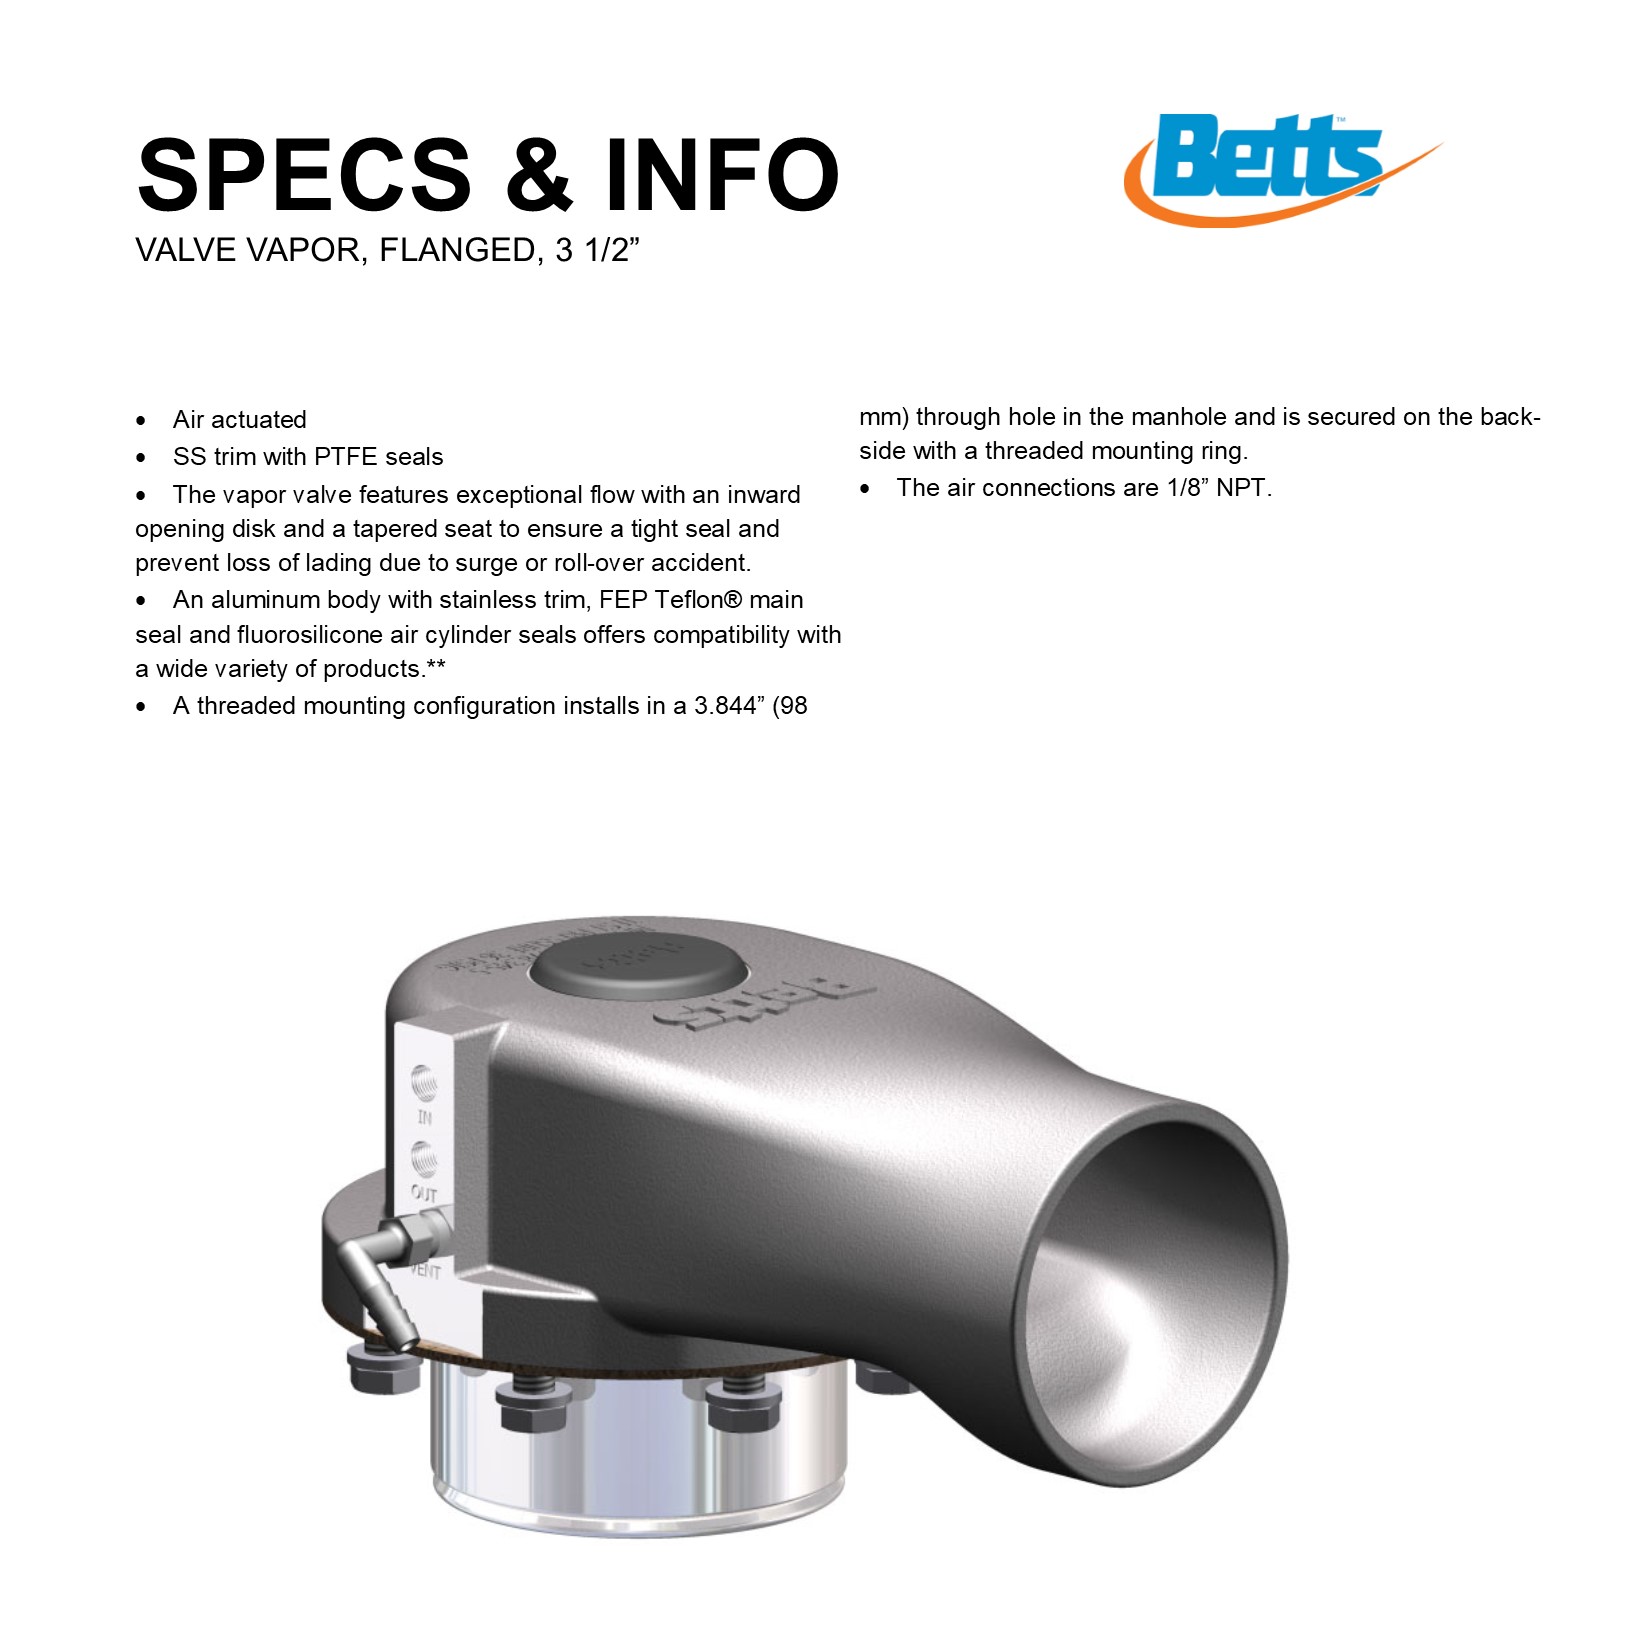 SPECS & INFO
VALVE VAPOR, FLANGED, 3 1/2”
Betts™
• Air actuated
• SS trim with PTFE seals
• The vapor valve features exceptional flow with an inward
opening disk and a tapered seat to ensure a tight seal and
prevent loss of lading due to surge or roll-over accident.
• An aluminum body with stainless trim, FEP Teflon® main
seal and fluorosilicone air cylinder seals offers compatibility with
a wide variety of products.**
• A threaded mounting configuration installs in a 3.844” (98
mm) through hole in the manhole and is secured on the back-
side with a threaded mounting ring.
• The air connections are 1/8” NPT.
Betts
IN
OUT
VENT